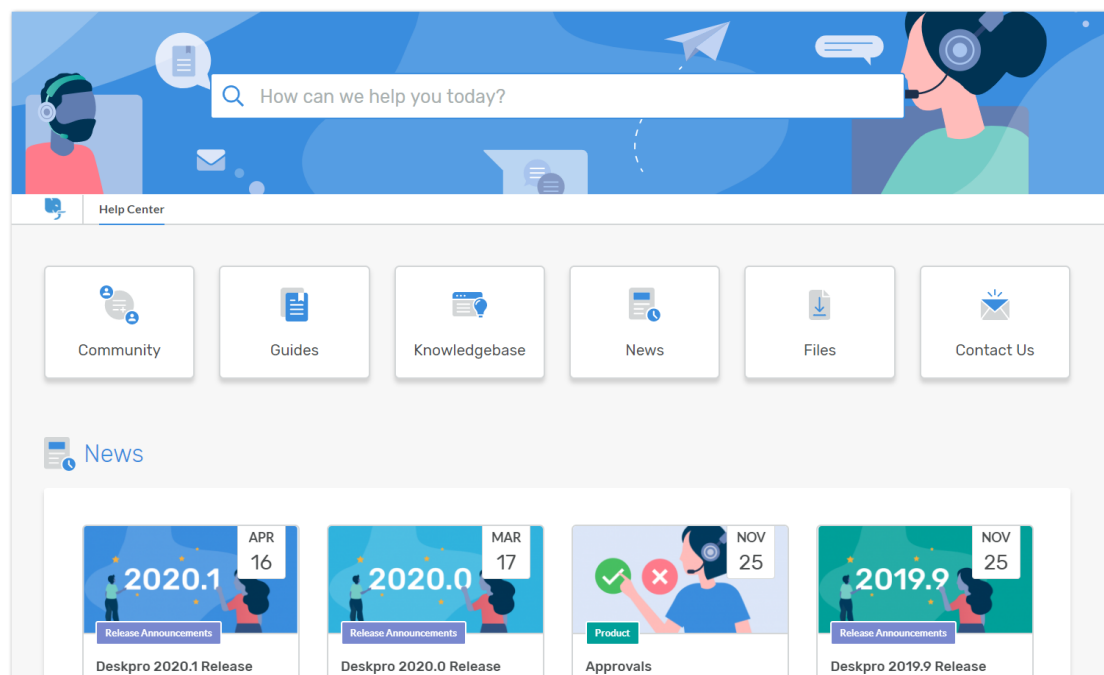 How can we help you today?
Help Center
Community
Guides
Knowledgebase
News
Files
Contact Us
News
APR
16
2020.1
Release Announcements
Deskpro 2020.1 Release
MAR
17
2020.0
Release Announcements
Deskpro 2020.0 Release
NOV
25
Product
Approvals
NOV
25
2019.9
Release Announcements
Deskpro 2019.9 Release